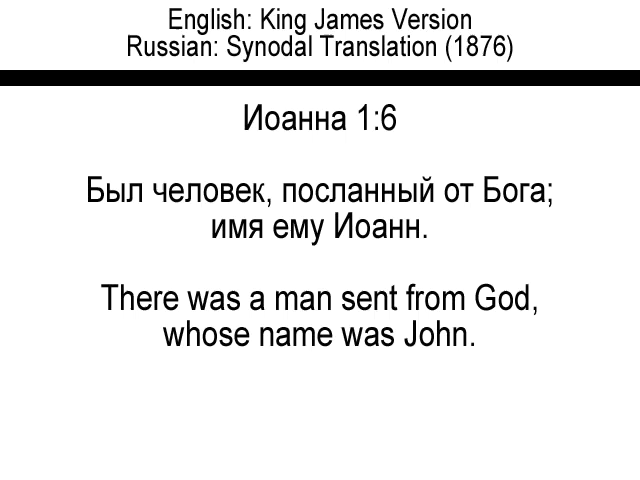 English: King James Version
Russian: Synodal Translation (1876)
Иоанна 1:6
Был человек, посланный от Бога;
имя ему Иоанн.
There was a man sent from God,
whose name was John.